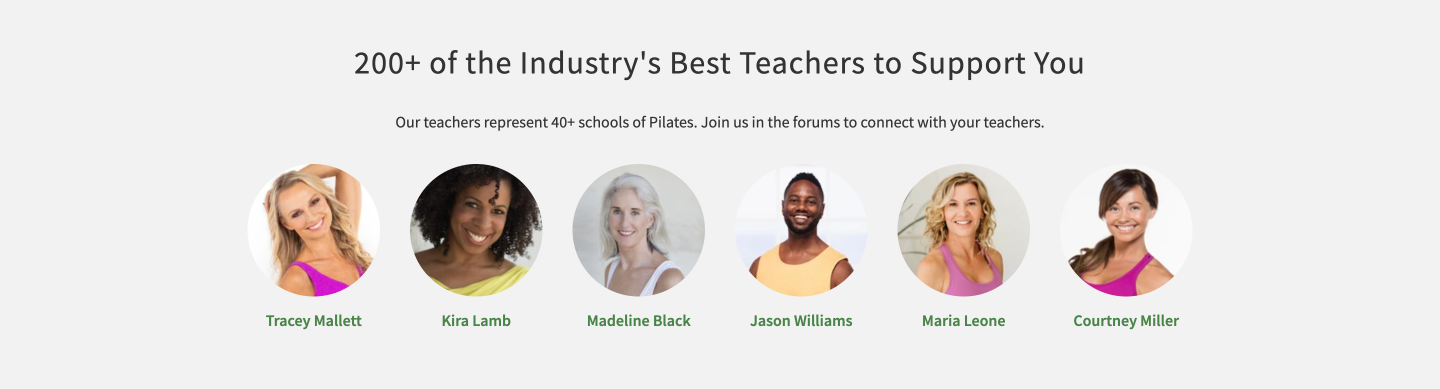 200+ of the Industry's Best Teachers to Support You
Our teachers represent 40+ schools of Pilates. Join us in the forums to connect with your teachers.
Tracey Mallett
Kira Lamb
Madeline Black
Jason Williams
Maria Leone
Courtney Miller